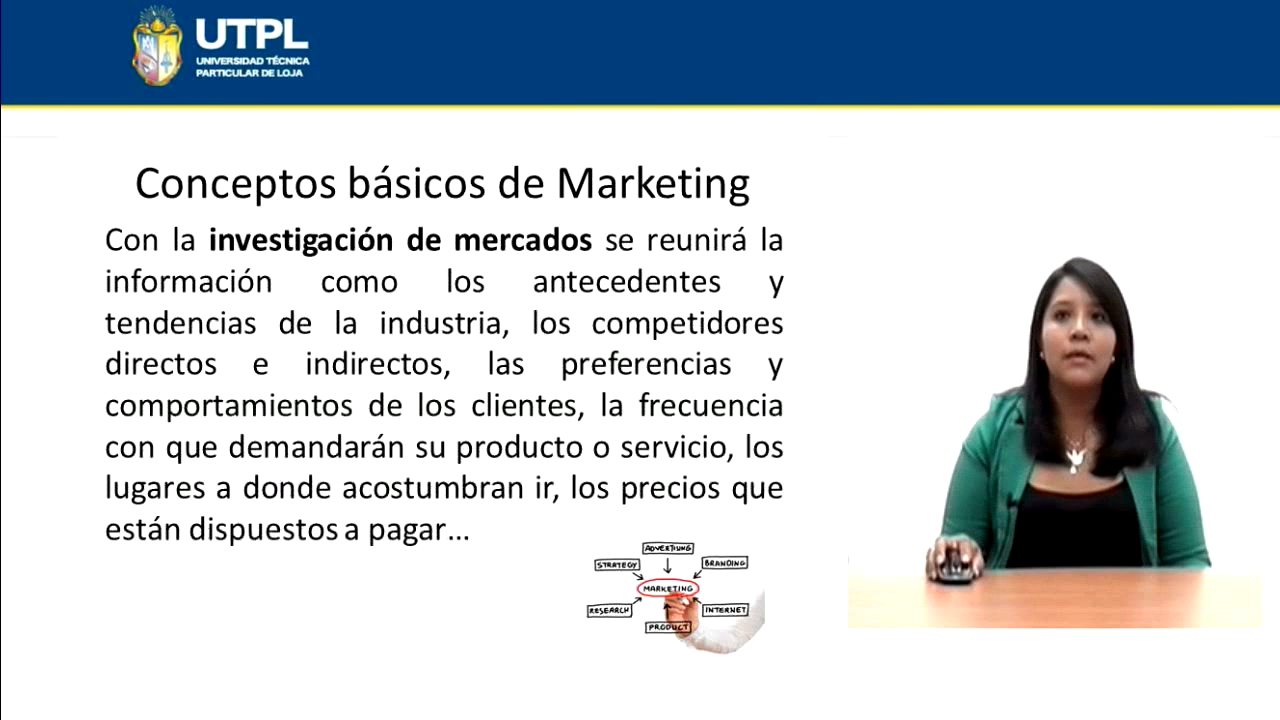 UTPL
UNIVERSIDAD TÉCNICA
PARTICULAR DE LOJA
Conceptos básicos de Marketing
Con la investigación de mercados se reunirá la
información como los antecedentes y
tendencias de la industria, los competidores
directos e indirectos, las preferencias y
comportamientos de los clientes, la frecuencia
con que demandarán su producto o servicio, los
lugares a donde acostumbran ir, los precios que
están dispuestos a pagar...
ADVERTISING
STRATEGY
BRANDING
MARKETING
RESEARCH
INTERNET
PRODUCT